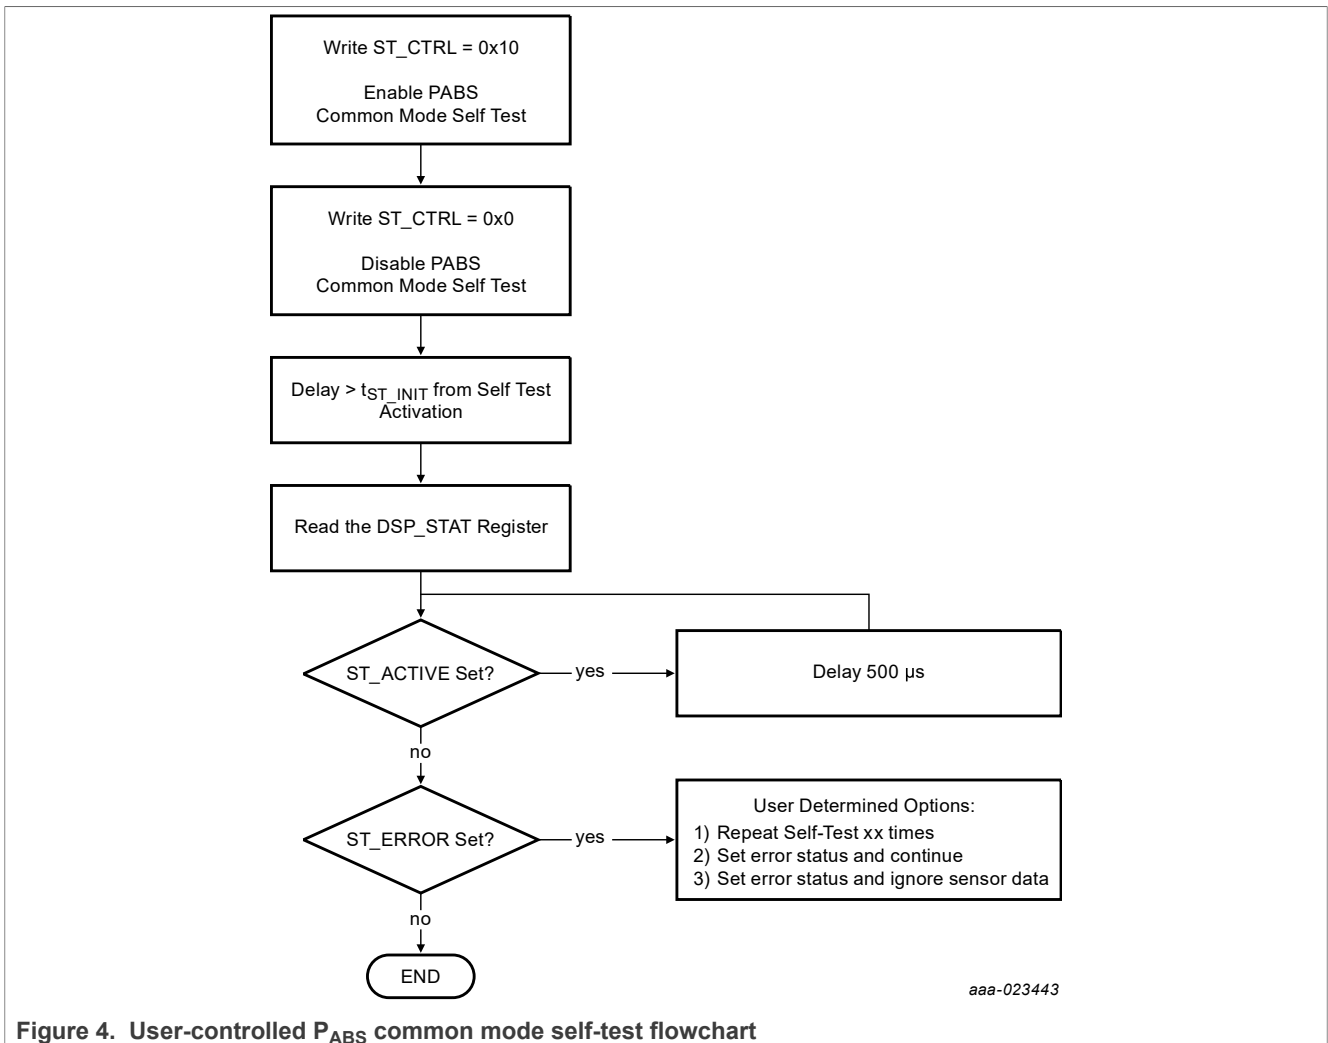 Write ST_CTRL = 0x10
Enable PABS
Common Mode Self Test
Write ST_CTRL = 0x0
Disable PABS
Common Mode Self Test
Delay > tST_INIT from Self Test
Activation
Read the DSP_STAT Register
ST_ACTIVE Set?
yes
Delay 500 µs
no
ST_ERROR Set?
yes
User Determined Options:
1) Repeat Self-Test xx times
2) Set error status and continue
3) Set error status and ignore sensor data
no
END
aaa-023443
Figure 4. User-controlled PABS common mode self-test flowchart